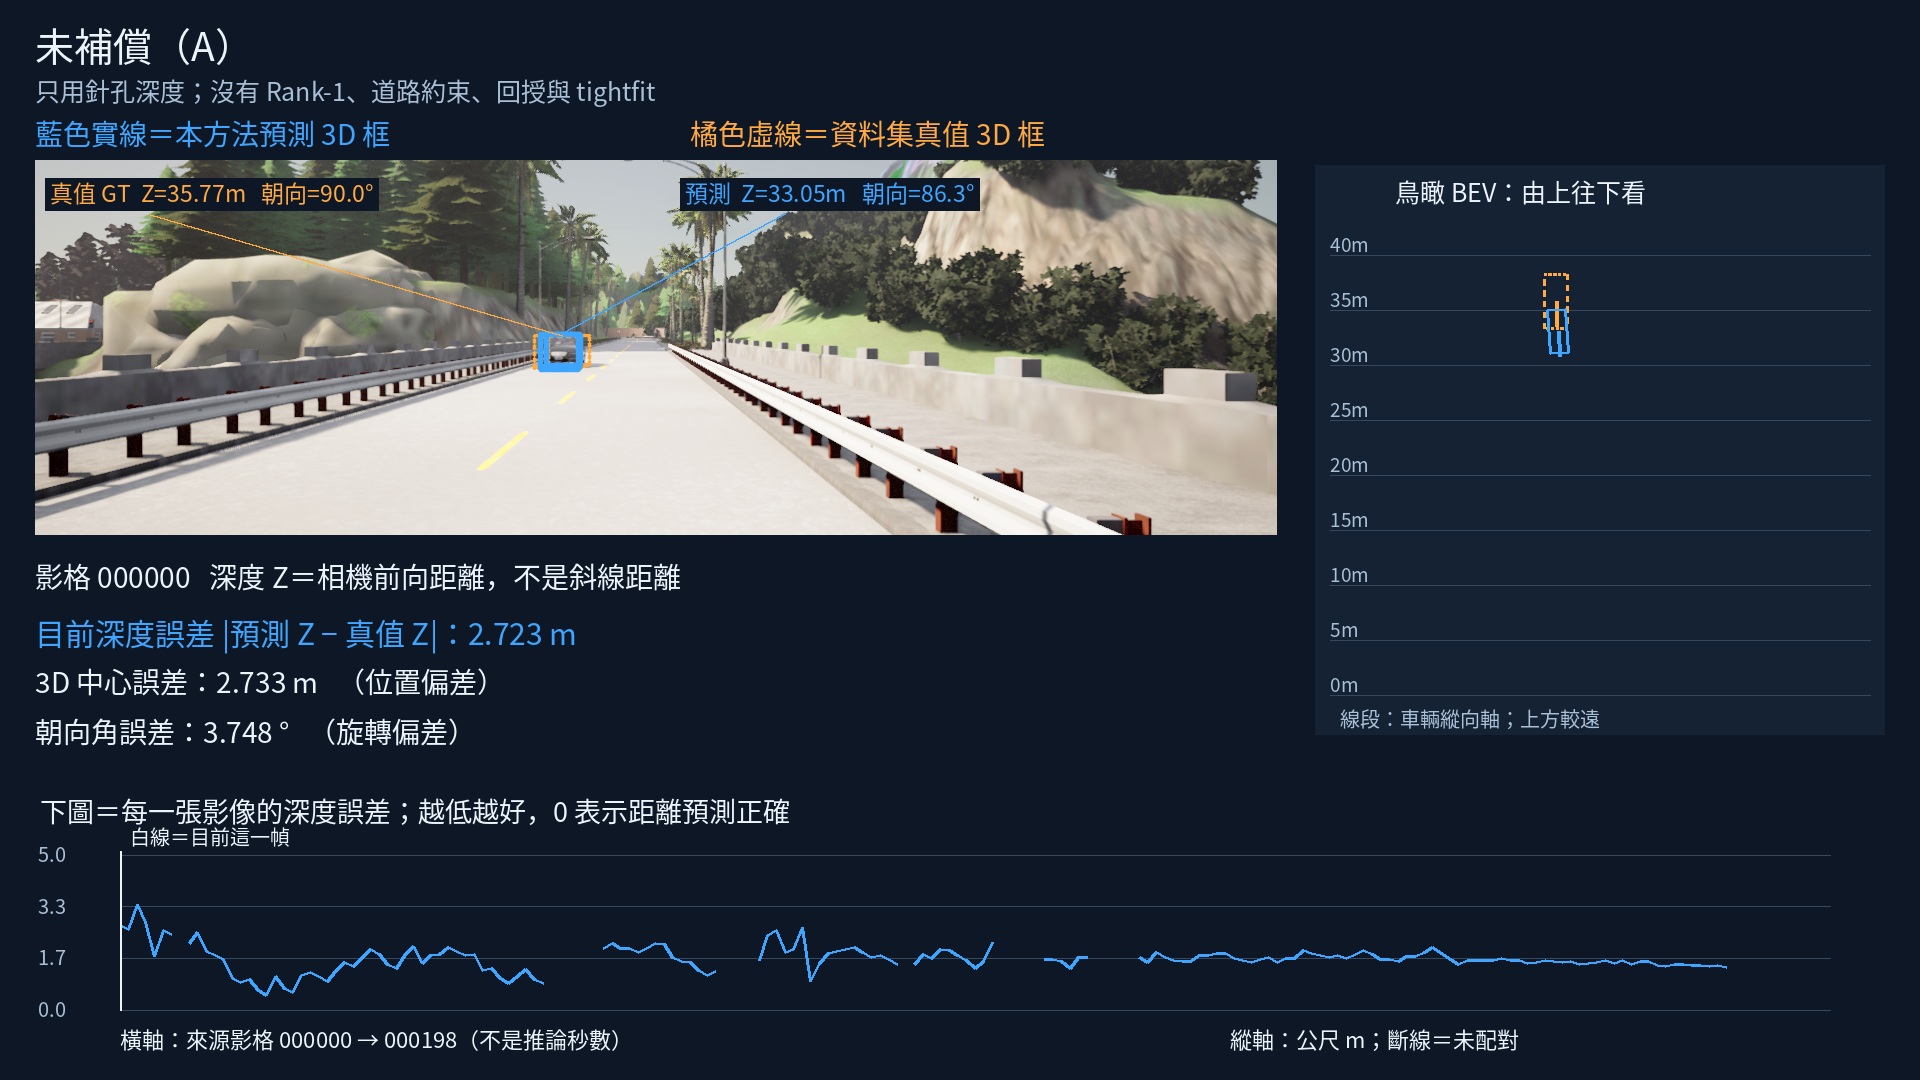 未補償（A）
只用針孔深度；沒有 Rank-1、道路約束、回授與 tightfit
藍色實線＝本方法預測 3D 框
橘色虛線＝資料集真值 3D 框
真值 GT Z=35.77m 朝向=90.0°
預測 Z=33.05m 朝向=86.3°
鳥瞰 BEV：由上往下看
40m
35m
30m
25m
20m
15m
10m
5m
0m
線段：車輛縱向軸；上方較遠
影格 000000 深度 Z＝相機前向距離，不是斜線距離
目前深度誤差 |預測 Z − 真值 Z|：2.723 m
3D 中心誤差：2.733 m （位置偏差）
朝向角誤差：3.748 ° （旋轉偏差）
下圖＝每一張影像的深度誤差；越低越好，0 表示距離預測正確
白線＝目前這一幀
5.0
3.3
1.7
0.0
橫軸：來源影格 000000 → 000198（不是推論秒數）
縱軸：公尺 m；斷線＝未配對